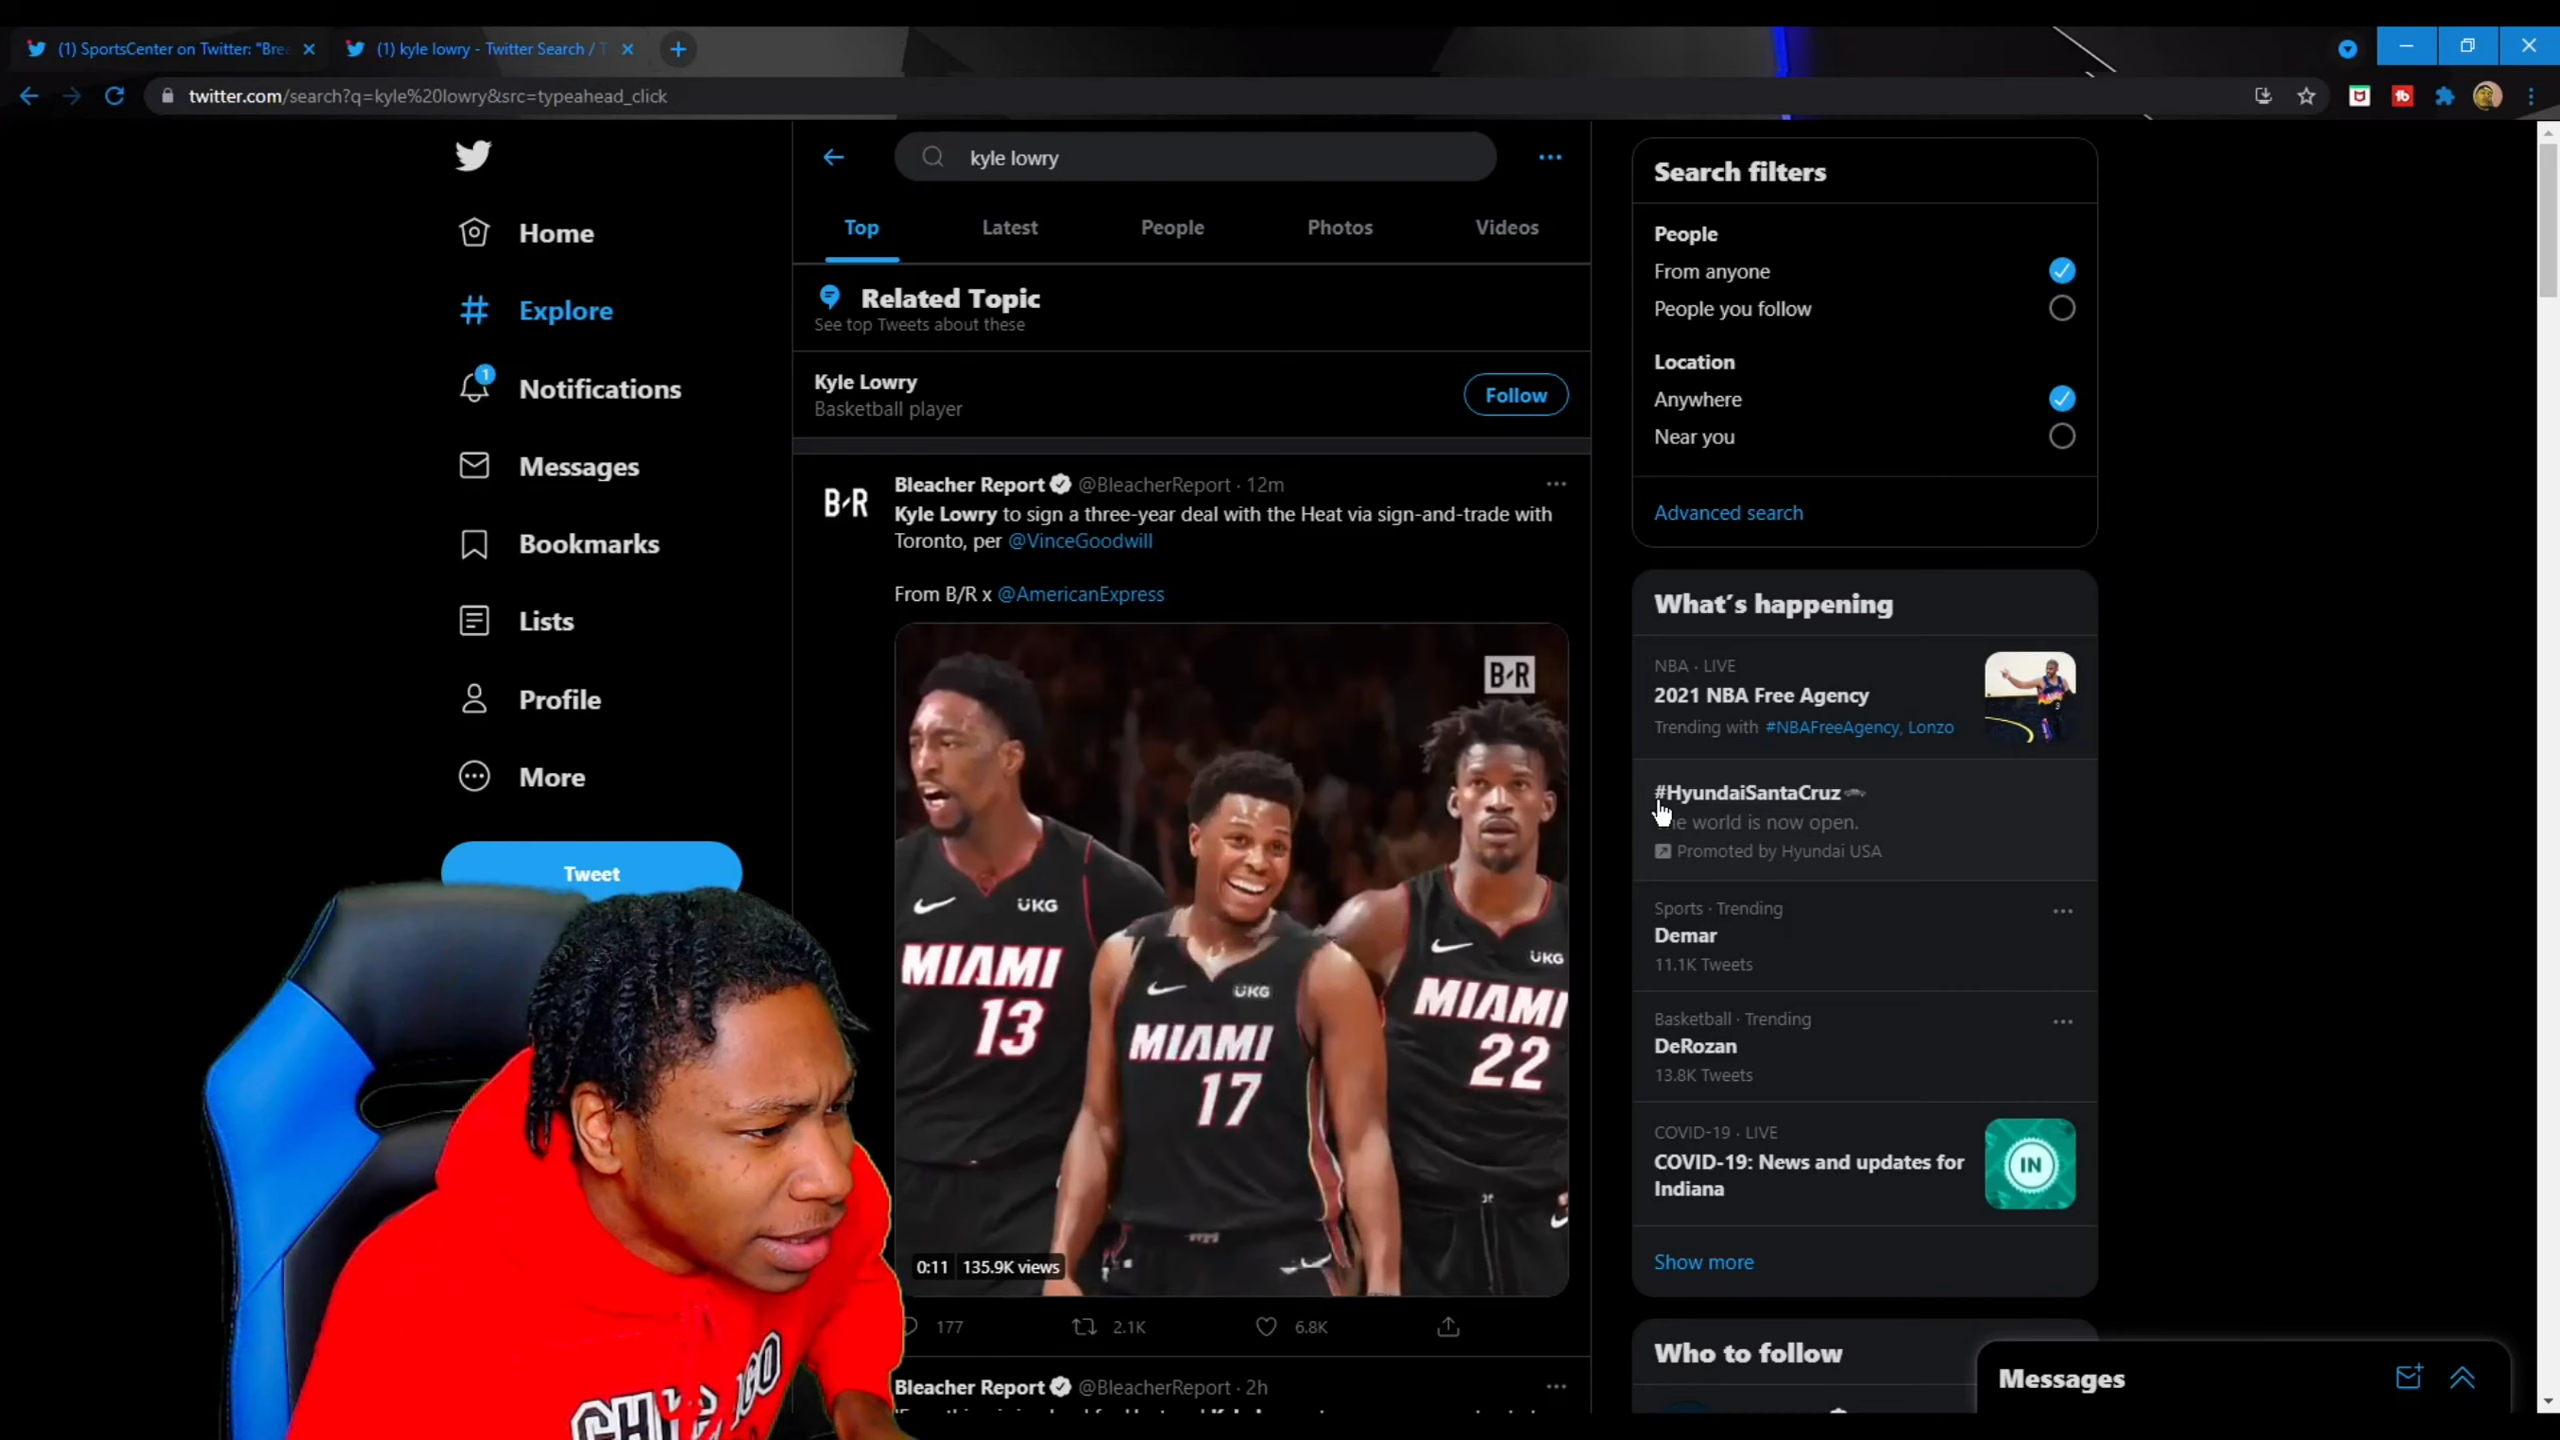 (1) SportsCenter on Twitter: "Brea
(1) kyle lowry - Twitter Search / T
twitter.com/search?q=kyle%20lowry&src=typeahead_click
Home
Explore
1
Notifications
Messages
Bookmarks
Lists
Profile
More
Tweet
kyle lowry
Top
Latest
People
Photos
Videos
Related Topic
See top Tweets about these
Kyle Lowry
Basketball player
Follow
B/R
Bleacher Report @BleacherReport · 12m
Kyle Lowry to sign a three-year deal with the Heat via sign-and-trade with
Toronto, per @VinceGoodwill
From B/R x @AmericanExpress
B/R
UKG
MIAMI
13
UKG
MIAMI
17
UKG
MIAMI
22
0:11
135.9K views
177
2.1K
6.8K
Bleacher Report @BleacherReport · 2h
Search filters
People
From anyone
People you follow
Location
Anywhere
Near you
Advanced search
What's happening
NBA · LIVE
2021 NBA Free Agency
Trending with #NBAFreeAgency, Lonzo
#HyundaiSantaCruz
world is now open.
Promoted by Hyundai USA
Sports · Trending
Demar
11.1K Tweets
Basketball · Trending
DeRozan
13.8K Tweets
COVID-19 · LIVE
COVID-19: News and updates for
Indiana
IN
Show more
Who to follow
Messages